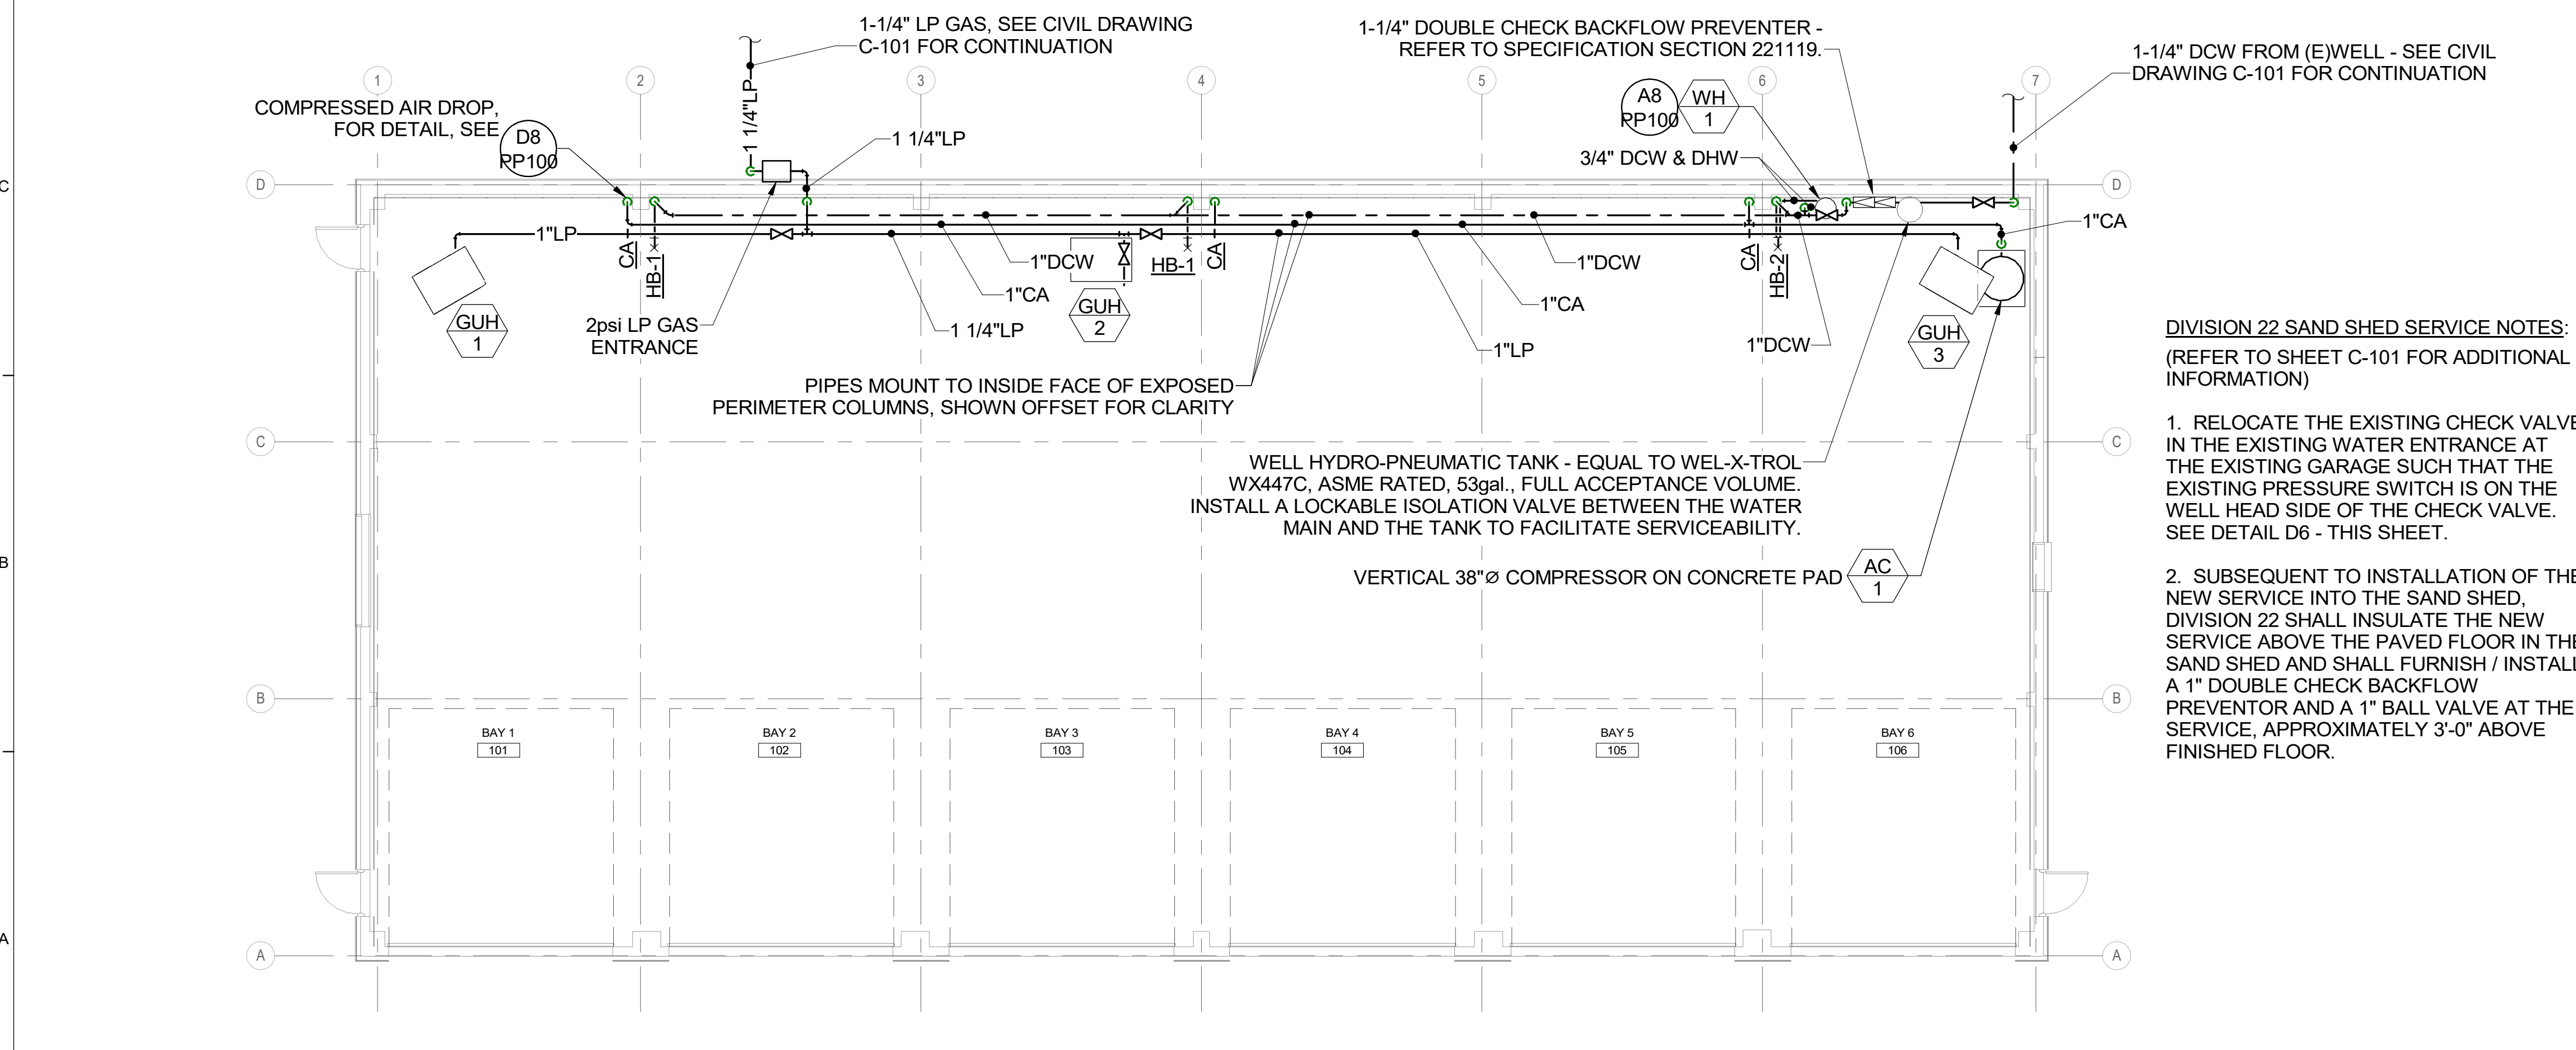 1-1/4" LP GAS, SEE CIVIL DRAWING
C-101 FOR CONTINUATION
1-1/4" DOUBLE CHECK BACKFLOW PREVENTER -
REFER TO SPECIFICATION SECTION 221119.
1-1/4" DCW FROM (E)WELL - SEE CIVIL
DRAWING C-101 FOR CONTINUATION
1
2
3
4
5
6
7
COMPRESSED AIR DROP,
FOR DETAIL, SEE
D8
PP100
1 1/4"LP
1 1/4"LP
A8
PP100
WH
1
3/4" DCW & DHW
C
D
D
1"CA
1"LP
CA
HB-1
1"DCW
HB-1
CA
1"DCW
CA
HB-2
1"CA
1"CA
GUH
1
2psi LP GAS
ENTRANCE
1 1/4"LP
GUH
2
1"LP
1"DCW
GUH
3
PIPES MOUNT TO INSIDE FACE OF EXPOSED
PERIMETER COLUMNS, SHOWN OFFSET FOR CLARITY
C
C
WELL HYDRO-PNEUMATIC TANK - EQUAL TO WEL-X-TROL
WX447C, ASME RATED, 53gal., FULL ACCEPTANCE VOLUME.
INSTALL A LOCKABLE ISOLATION VALVE BETWEEN THE WATER
MAIN AND THE TANK TO FACILITATE SERVICEABILITY.
B
VERTICAL 38"⌀ COMPRESSOR ON CONCRETE PAD
AC
1
B
B
BAY 1
101
BAY 2
102
BAY 3
103
BAY 4
104
BAY 5
105
BAY 6
106
A
A
A
DIVISION 22 SAND SHED SERVICE NOTES:
(REFER TO SHEET C-101 FOR ADDITIONAL
INFORMATION)
1. RELOCATE THE EXISTING CHECK VALVE
IN THE EXISTING WATER ENTRANCE AT
THE EXISTING GARAGE SUCH THAT THE
EXISTING PRESSURE SWITCH IS ON THE
WELL HEAD SIDE OF THE CHECK VALVE.
SEE DETAIL D6 - THIS SHEET.
2. SUBSEQUENT TO INSTALLATION OF THE
NEW SERVICE INTO THE SAND SHED,
DIVISION 22 SHALL INSULATE THE NEW
SERVICE ABOVE THE PAVED FLOOR IN THE
SAND SHED AND SHALL FURNISH / INSTALL
A 1" DOUBLE CHECK BACKFLOW
PREVENTOR AND A 1" BALL VALVE AT THE
SERVICE, APPROXIMATELY 3'-0" ABOVE
FINISHED FLOOR.